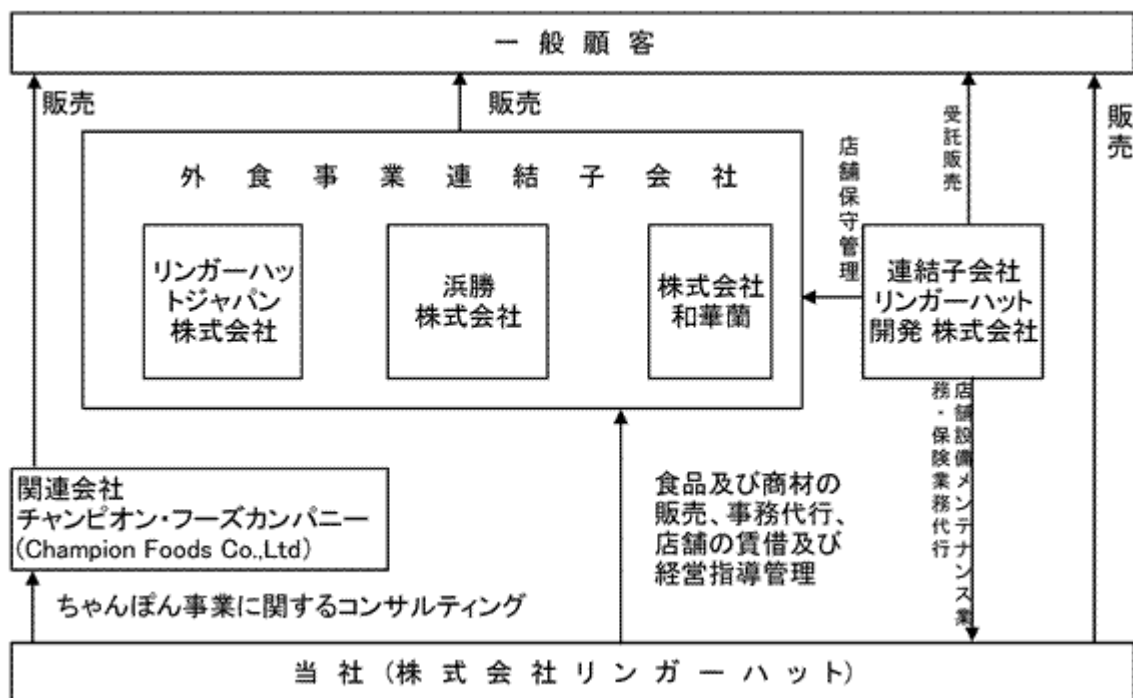 一般顧客
販売
販売
受託販売
販売
店舗保守管理
外食事業連結子会社
リンガーハッ
トジャパン
株式会社
浜勝
株式会社
株式会社
和華蘭
連結子会社
リンガーハット
開発 株式会社
店舗設備メンテナンス業
務・保険業務代行
関連会社
チャンピオン・フーズカンパニー
(Champion Foods Co.,Ltd)
食品及び商材の
販売、事務代行、
店舗の賃借及び
経営指導管理
ちゃんぽん事業に関するコンサルティング
当社(株式会社リンガーハット)